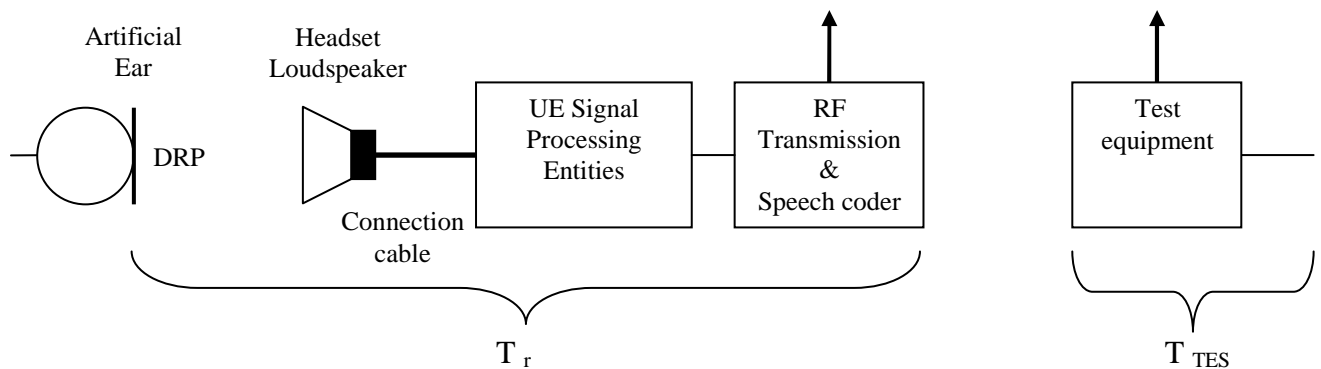 Artificial
Ear
DRP
Headset
Loudspeaker
Connection
cable
UE Signal
Processing
Entities
RF
Transmission
&
Speech coder
Test
equipment
T r
T TES